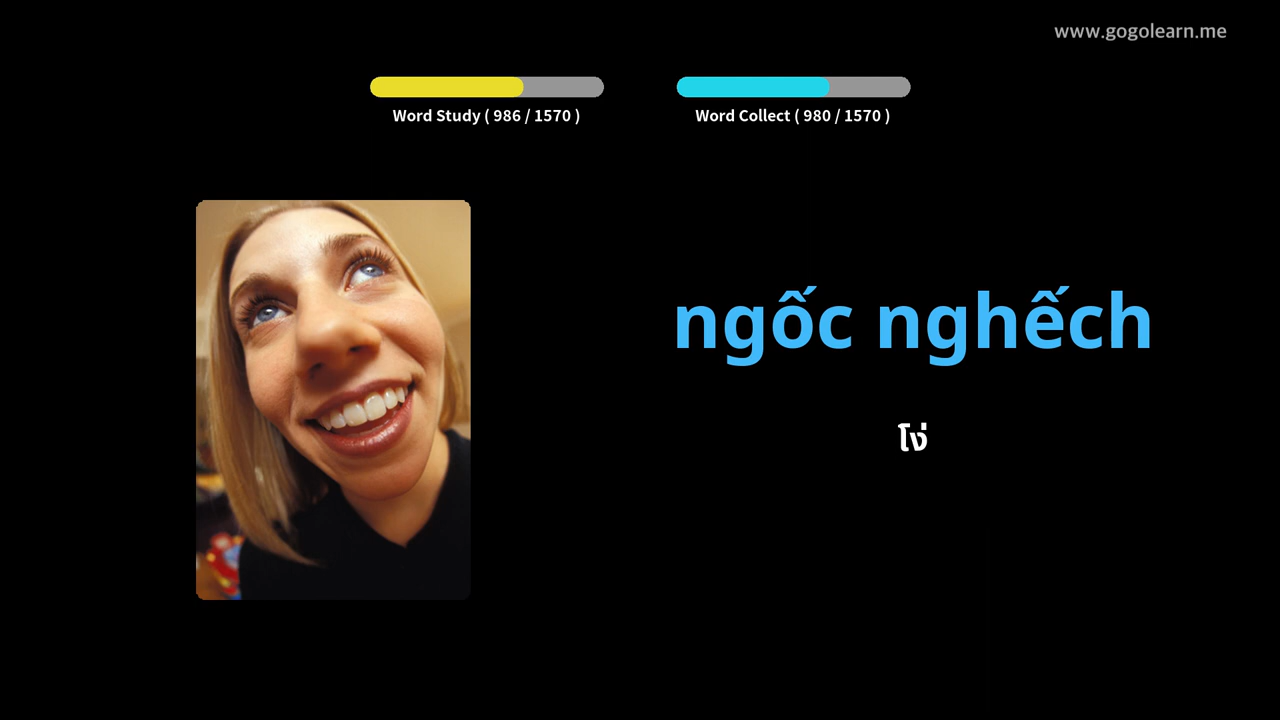 www.gogolearn.me
Word Study ( 986 / 1570 )
Word Collect ( 980 / 1570 )
ngốc nghếch
โง่